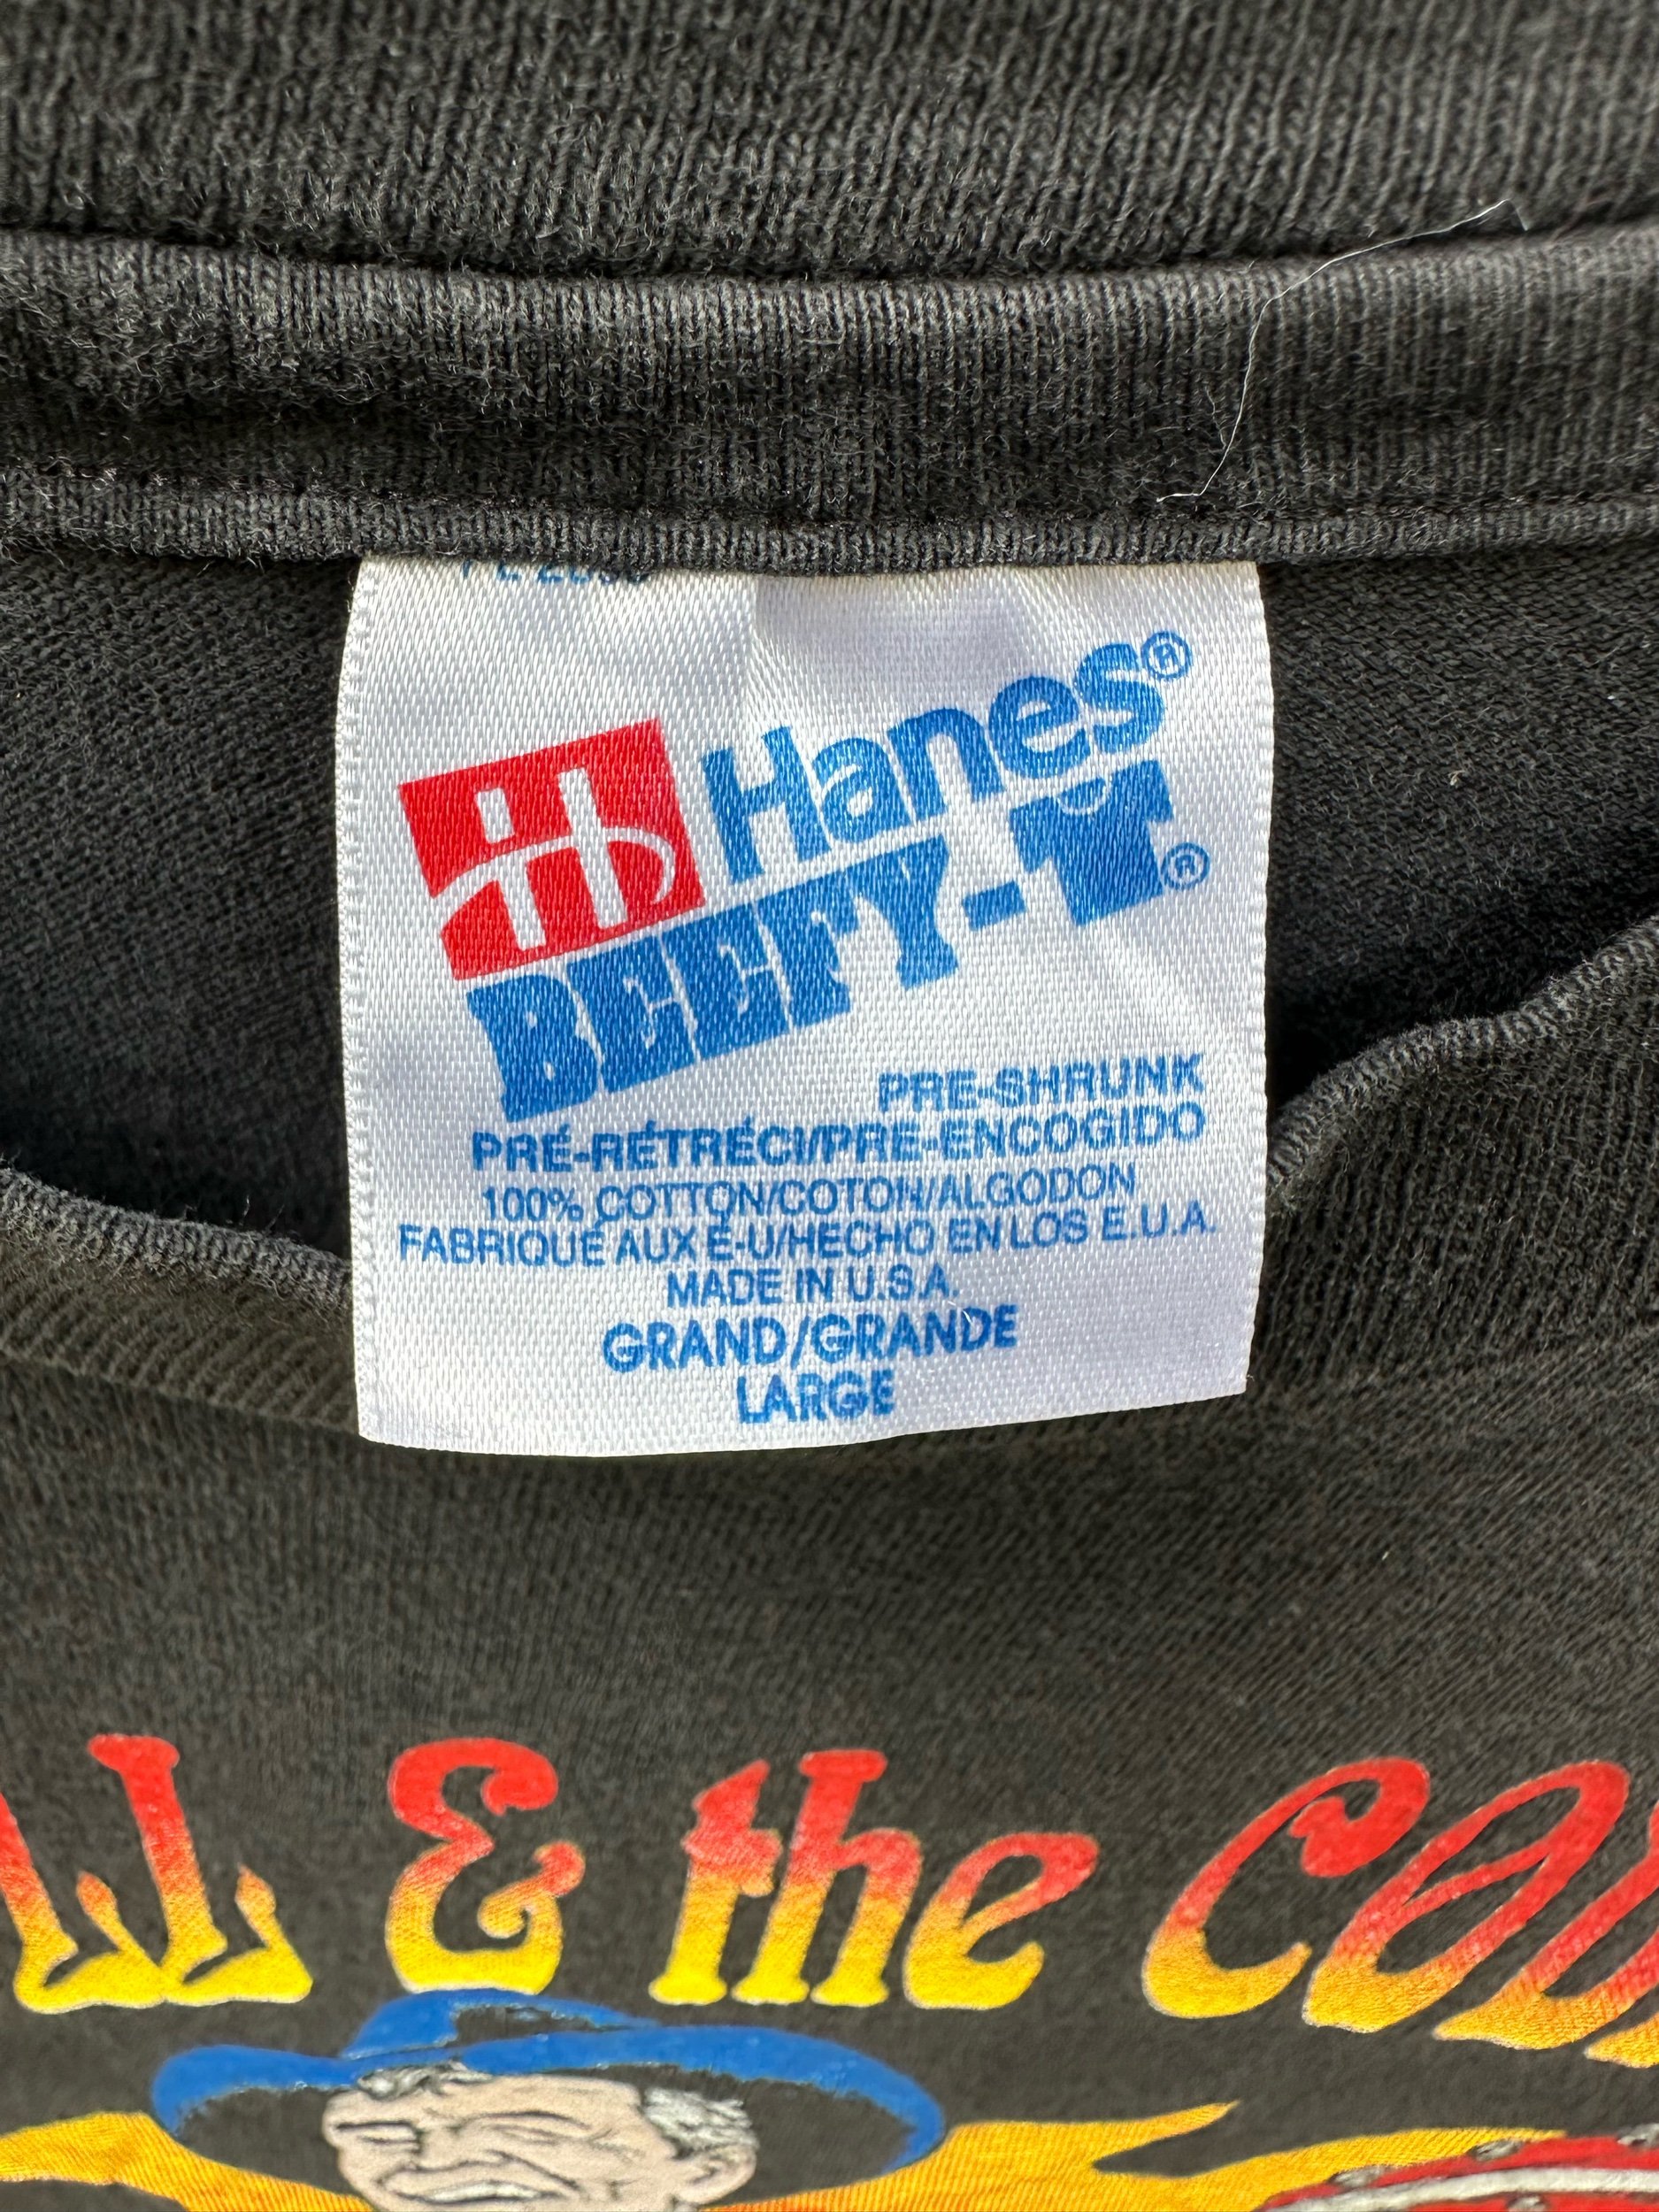 Hanes®
BEEFY-T®
PRE-SHRUNK
PRÉ-RÉTRÉCI/PRE-ENCOGIDO
100% COTTON/COTON/ALGODON
FABRIQUÉ AUX É-U/HECHO EN LOS E.U.A.
MADE IN U.S.A.
GRAND/GRANDE
LARGE
& the